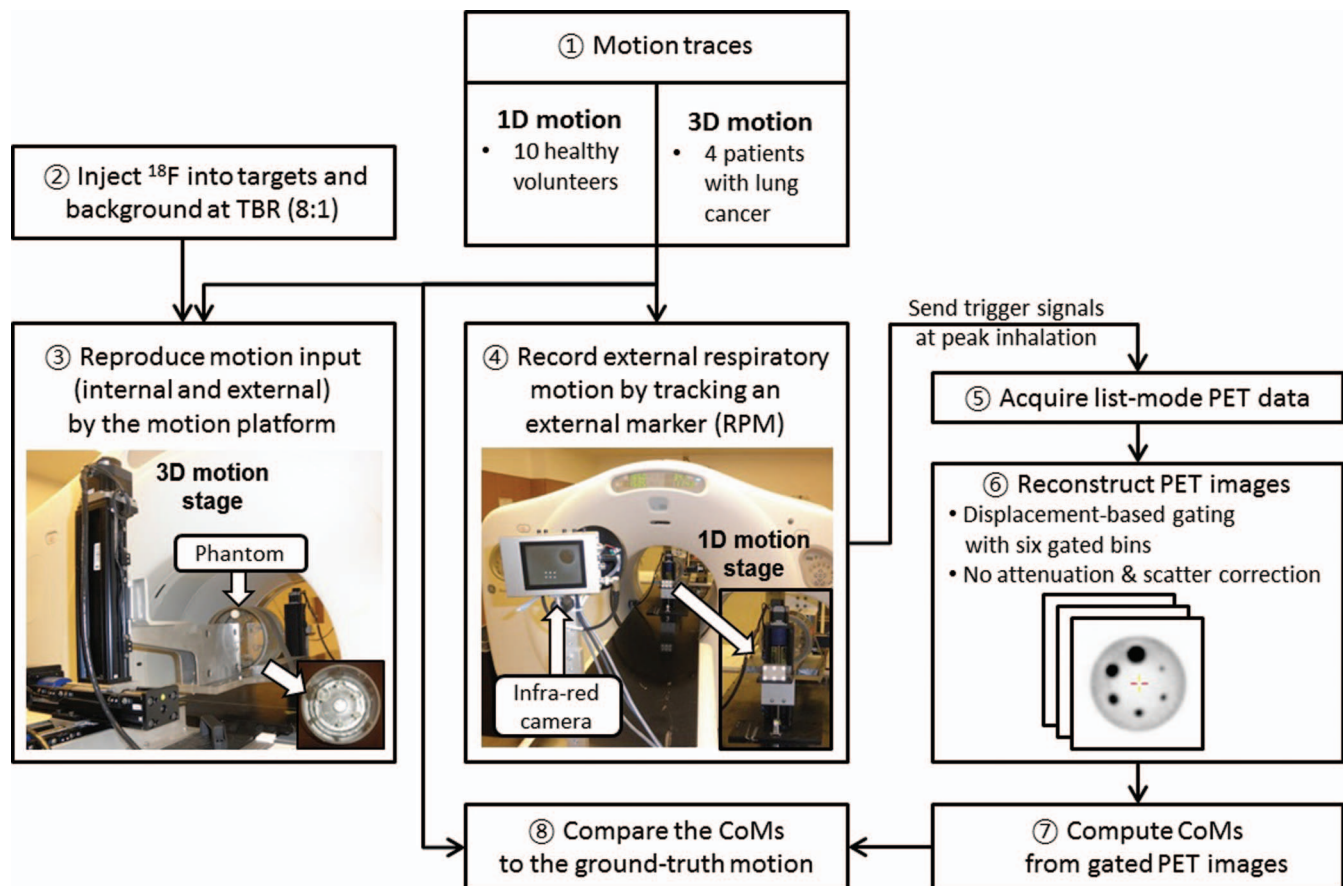 ① Motion traces
1D motion
• 10 healthy
volunteers
3D motion
• 4 patients
with lung
cancer
② Inject ¹⁸F into targets and
background at TBR (8:1)
③ Reproduce motion input
(internal and external)
by the motion platform
3D motion
stage
Phantom
④ Record external respiratory
motion by tracking an
external marker (RPM)
1D motion
stage
Infra-red
camera
Send trigger signals
at peak inhalation
⑤ Acquire list-mode PET data
⑥ Reconstruct PET images
• Displacement-based gating
with six gated bins
• No attenuation & scatter correction
⑦ Compute CoMs
from gated PET images
⑧ Compare the CoMs
to the ground-truth motion